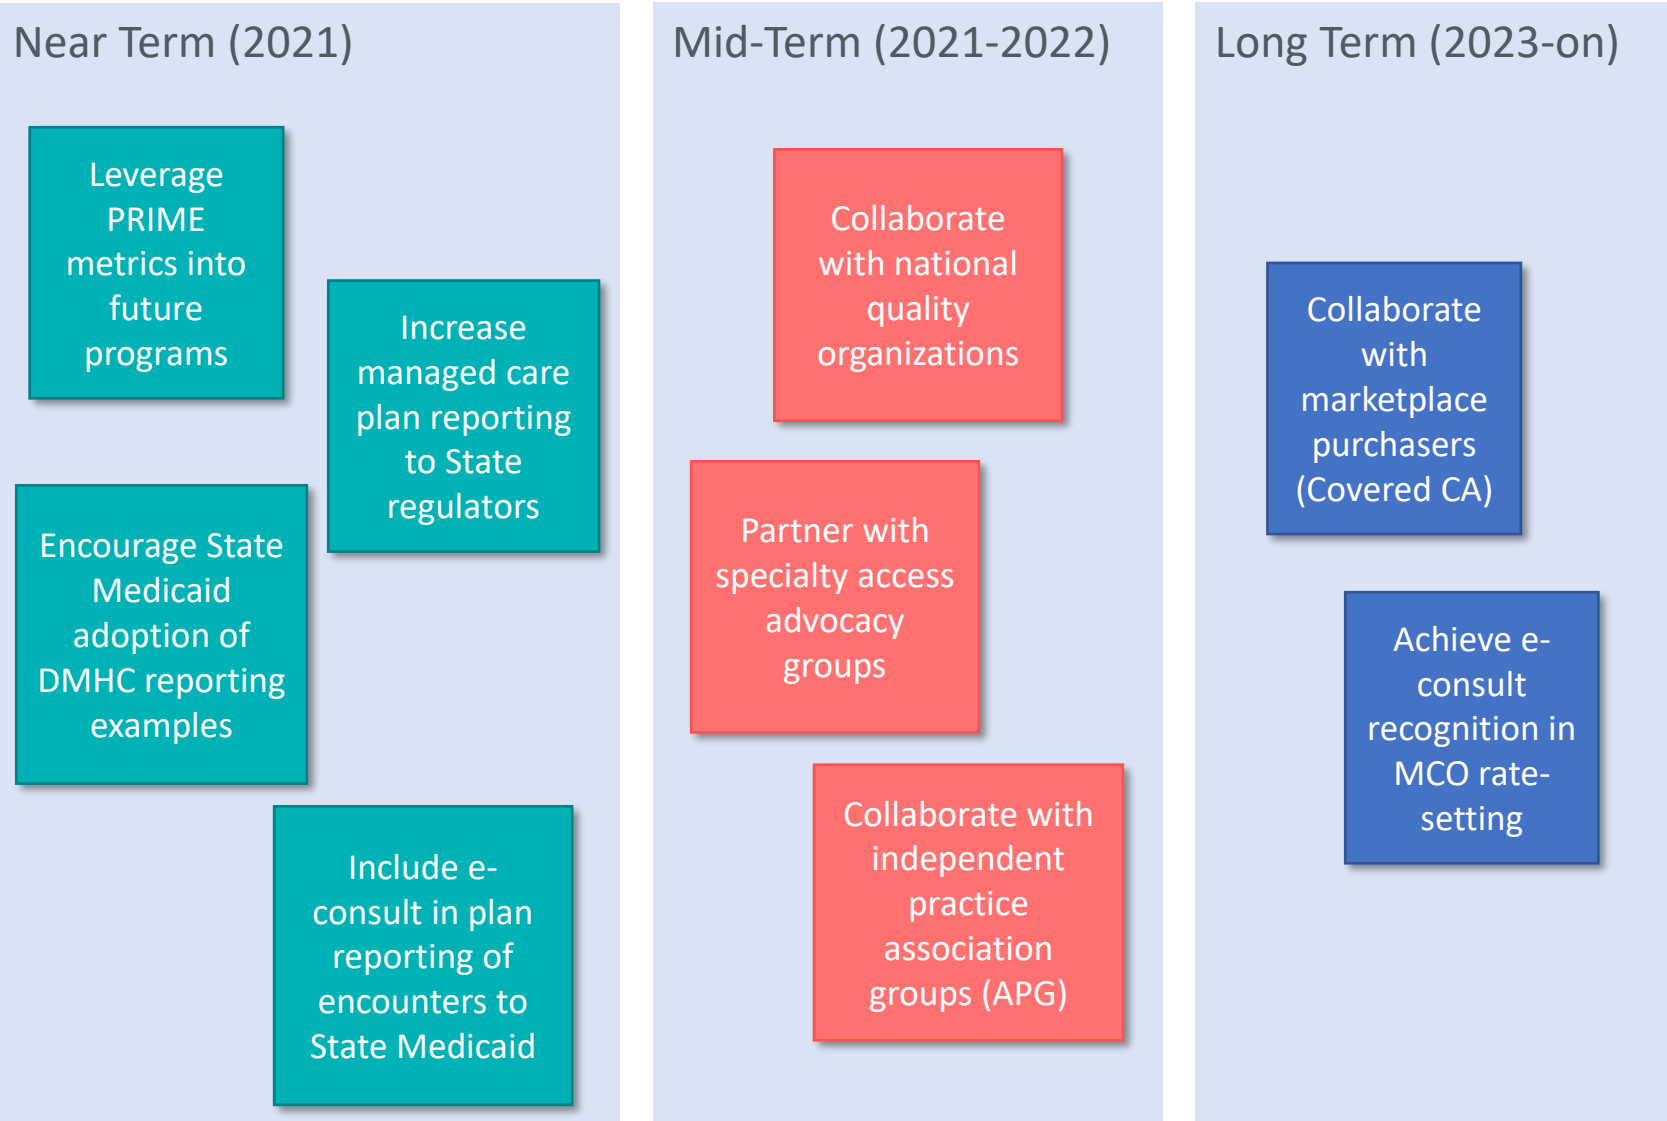 Near Term (2021)
Leverage
PRIME
metrics into
future
programs
Increase
managed care
plan reporting
to State
regulators
Encourage State
Medicaid
adoption of
DMHC reporting
examples
Include e-
consult in plan
reporting of
encounters to
State Medicaid
Mid-Term (2021-2022)
Collaborate
with national
quality
organizations
Partner with
specialty access
advocacy
groups
Collaborate with
independent
practice
association
groups (APG)
Long Term (2023-on)
Collaborate
with
marketplace
purchasers
(Covered CA)
Achieve e-
consult
recognition in
MCO rate-
setting